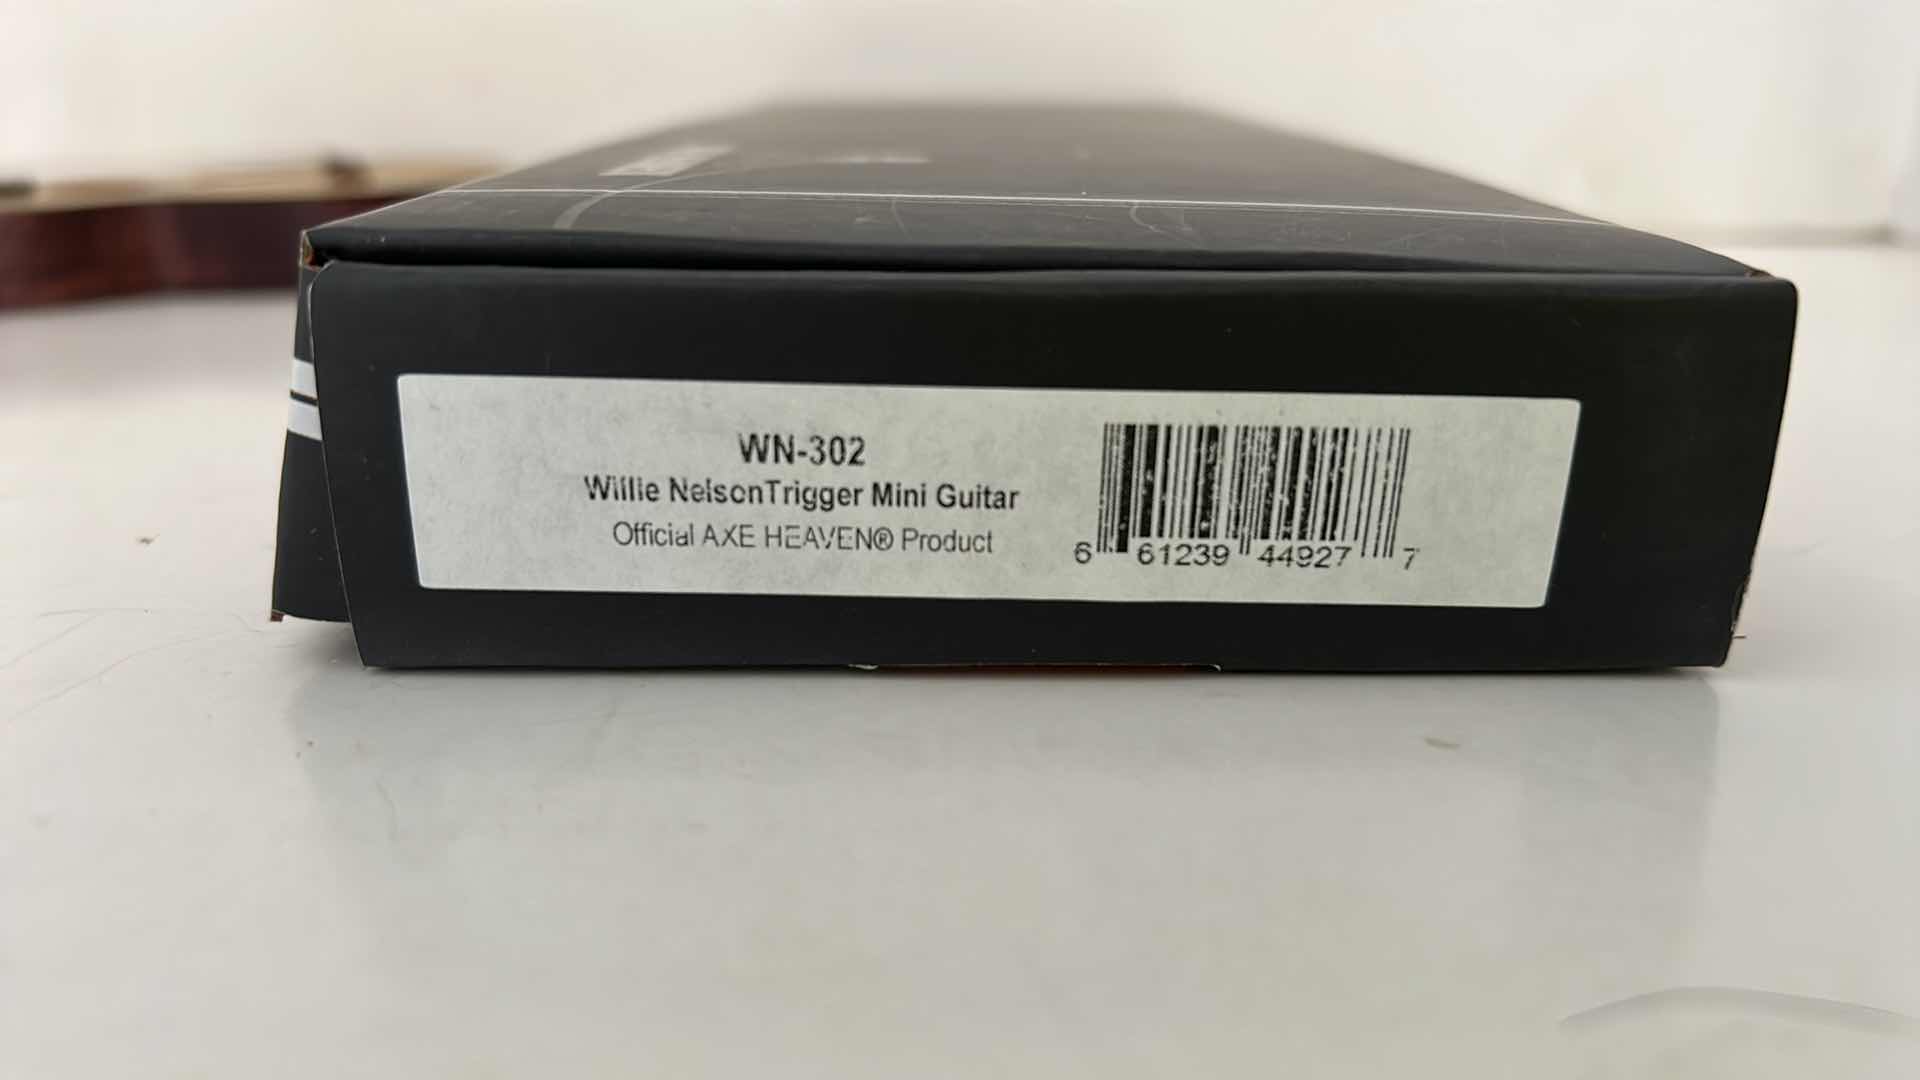 WN-302
Willie NelsonTrigger Mini Guitar
Official AXE HEAVEN® Product
6 61239 44927 7